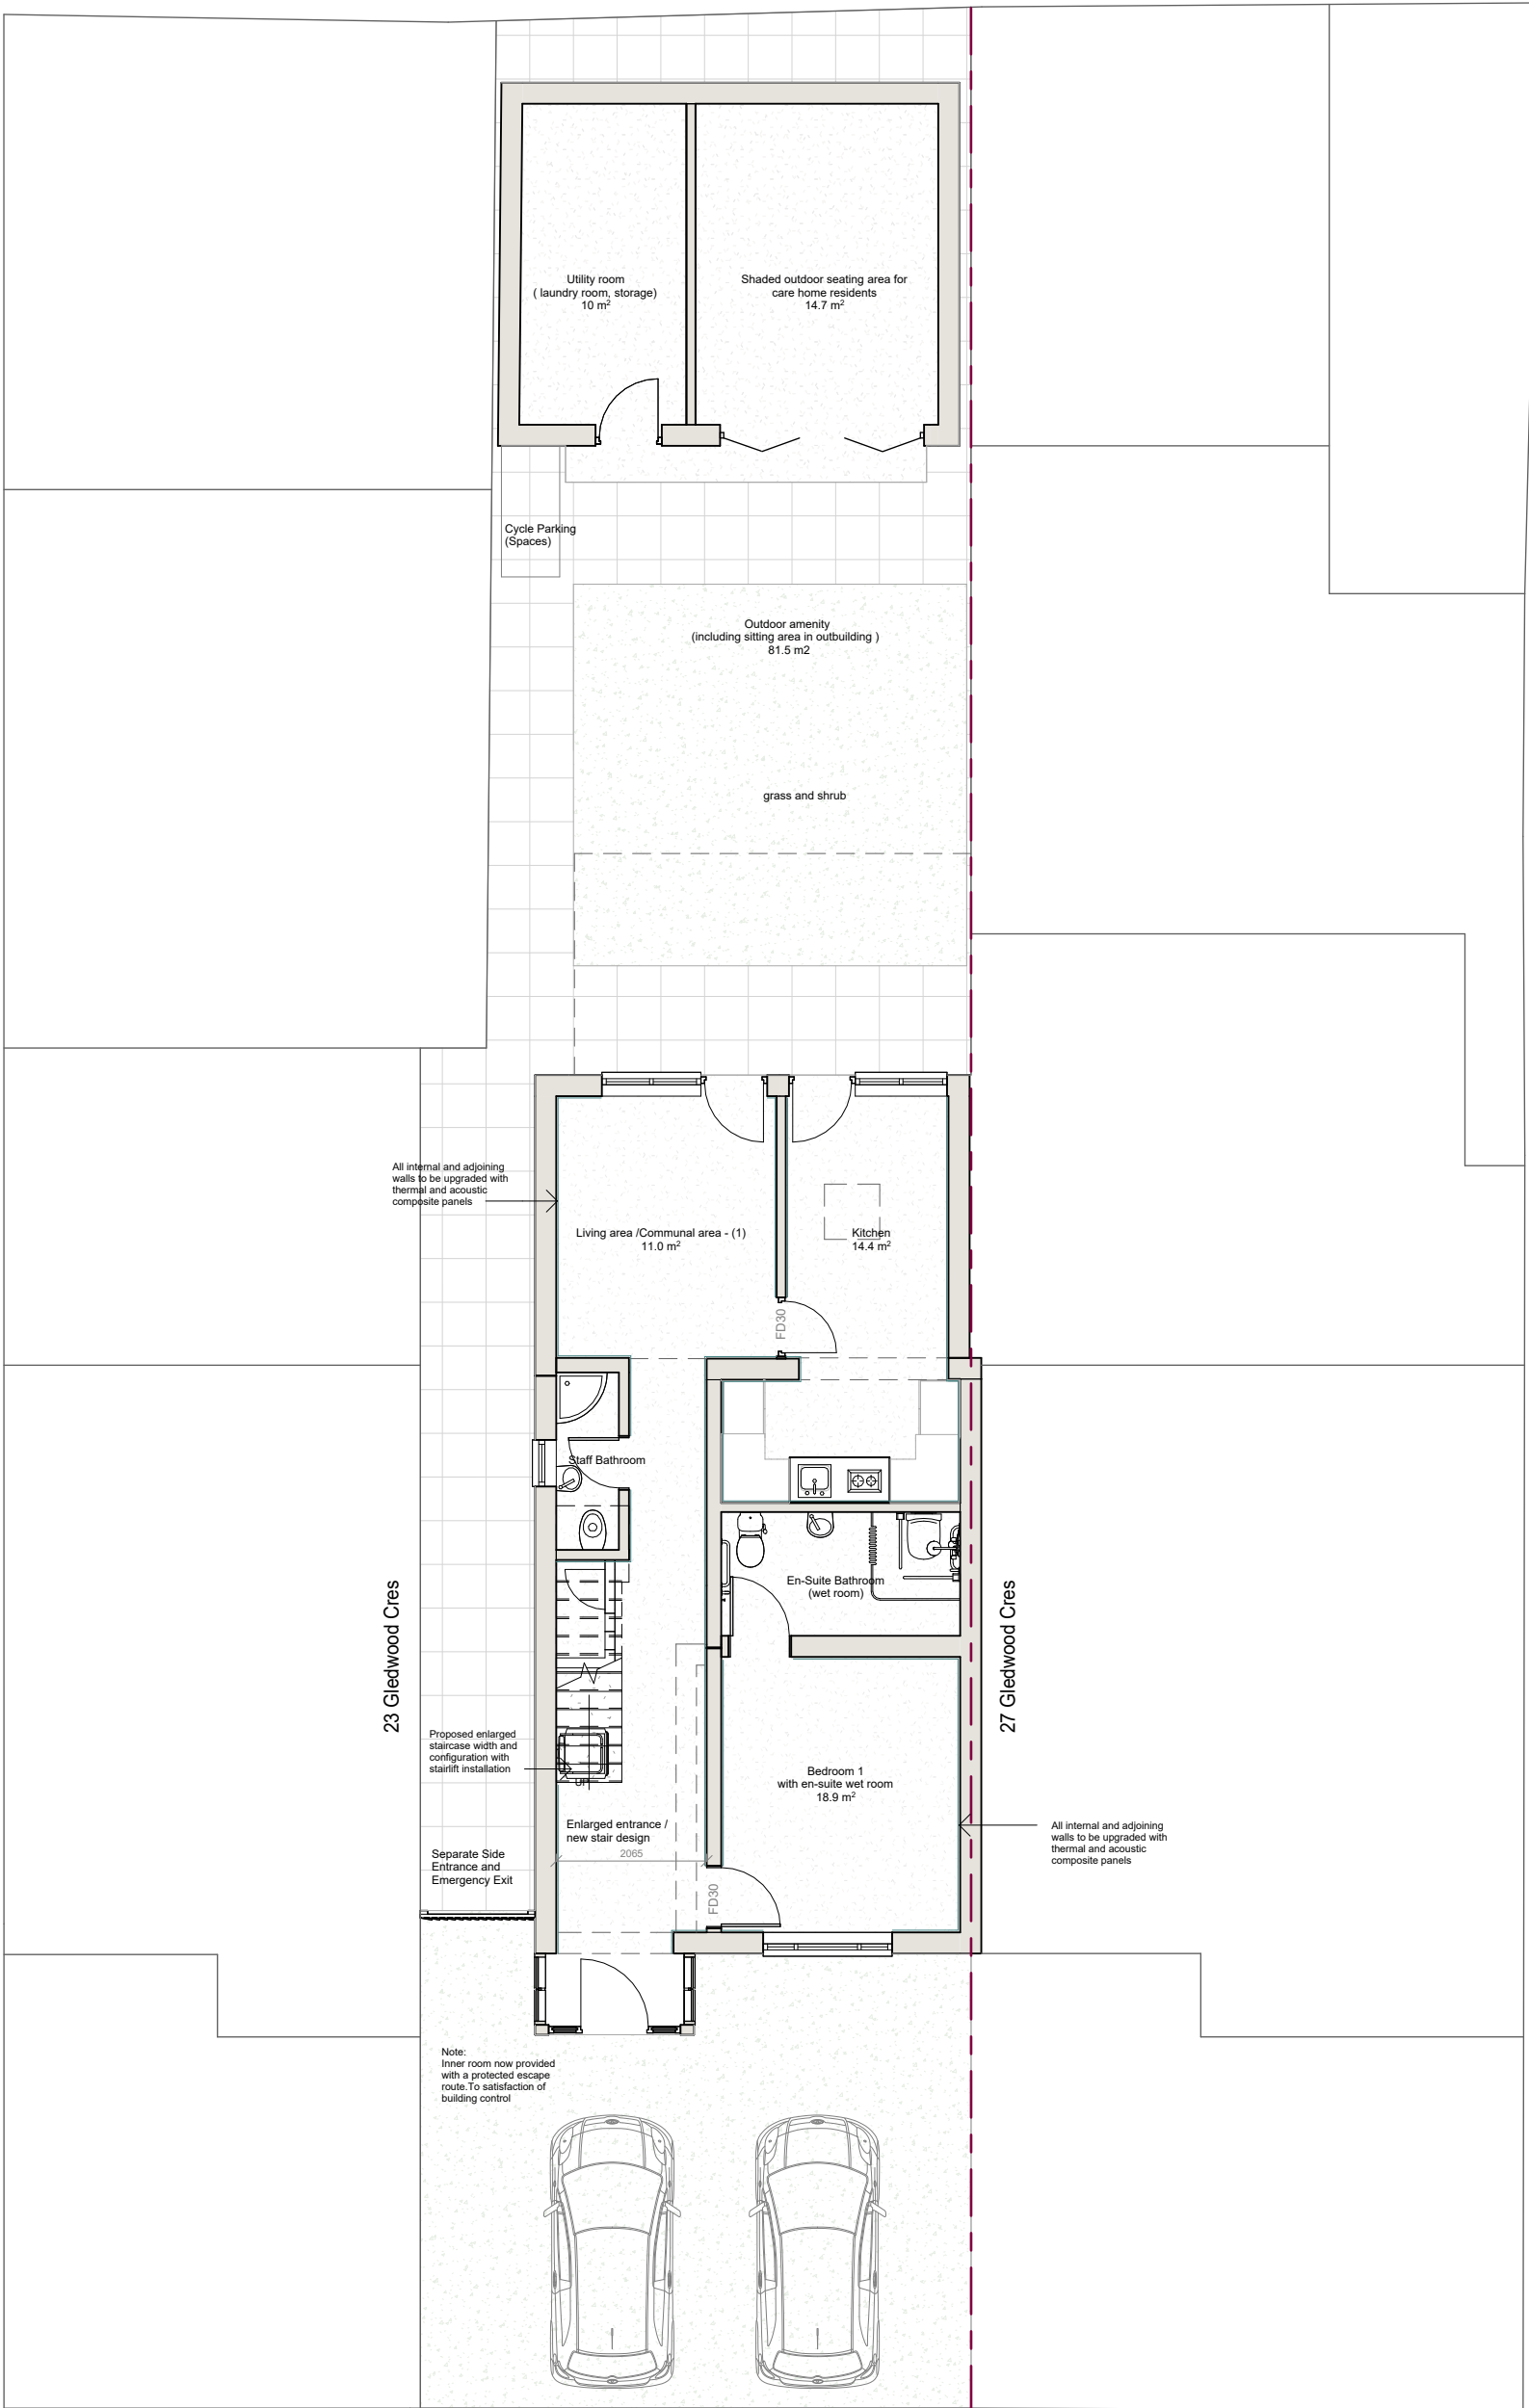 Utility room
( laundry room, storage)
10 m²
Shaded outdoor seating area for
care home residents
14.7 m²
Cycle Parking
(Spaces)
Outdoor amenity
(including sitting area in outbuilding )
81.5 m2
grass and shrub
All internal and adjoining
walls to be upgraded with
thermal and acoustic
composite panels
Living area /Communal area - (1)
11.0 m²
Kitchen
14.4 m²
FD30
Staff Bathroom
En-Suite Bathroom
(wet room)
23 Gledwood Cres
27 Gledwood Cres
Proposed enlarged
staircase width and
configuration with
stairlift installation
UP
Bedroom 1
with en-suite wet room
18.9 m²
Enlarged entrance /
new stair design
2065
Separate Side
Entrance and
Emergency Exit
FD30
All internal and adjoining
walls to be upgraded with
thermal and acoustic
composite panels
Note:
Inner room now provided
with a protected escape
route.To satisfaction of
building control